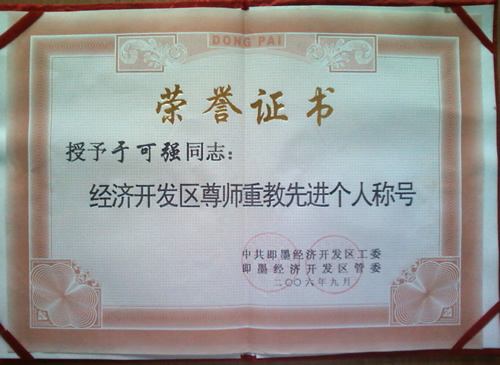 DONG PAI
荣誉证书
授予于可强同志：
经济开发区尊师重教先进个人称号
中共即墨经济开发区工委
即墨经济开发区管委
二〇〇六年九月